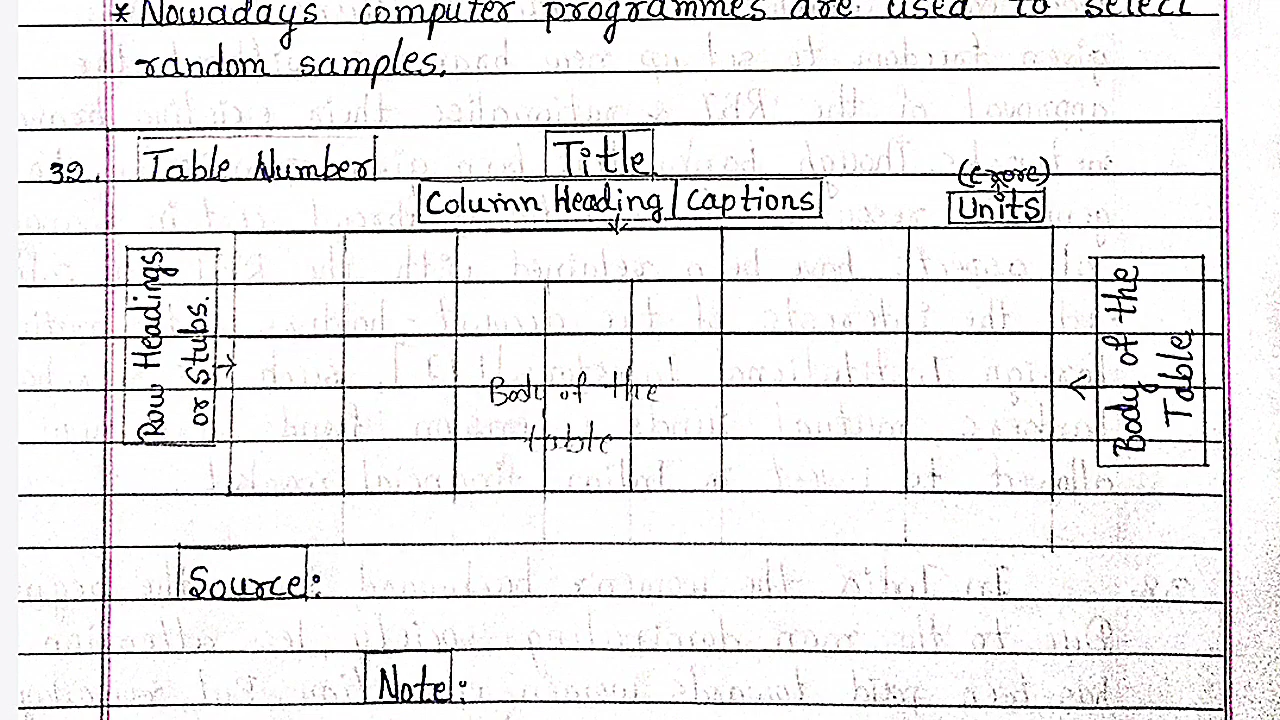 * Nowadays computer programmes are used to select
random samples.
32. Table Number Title
(Crore)
Column Heading | Captions Units
Row Headings
or Stubs.
Body of the
Table
Body of the
table
Source:
Note: